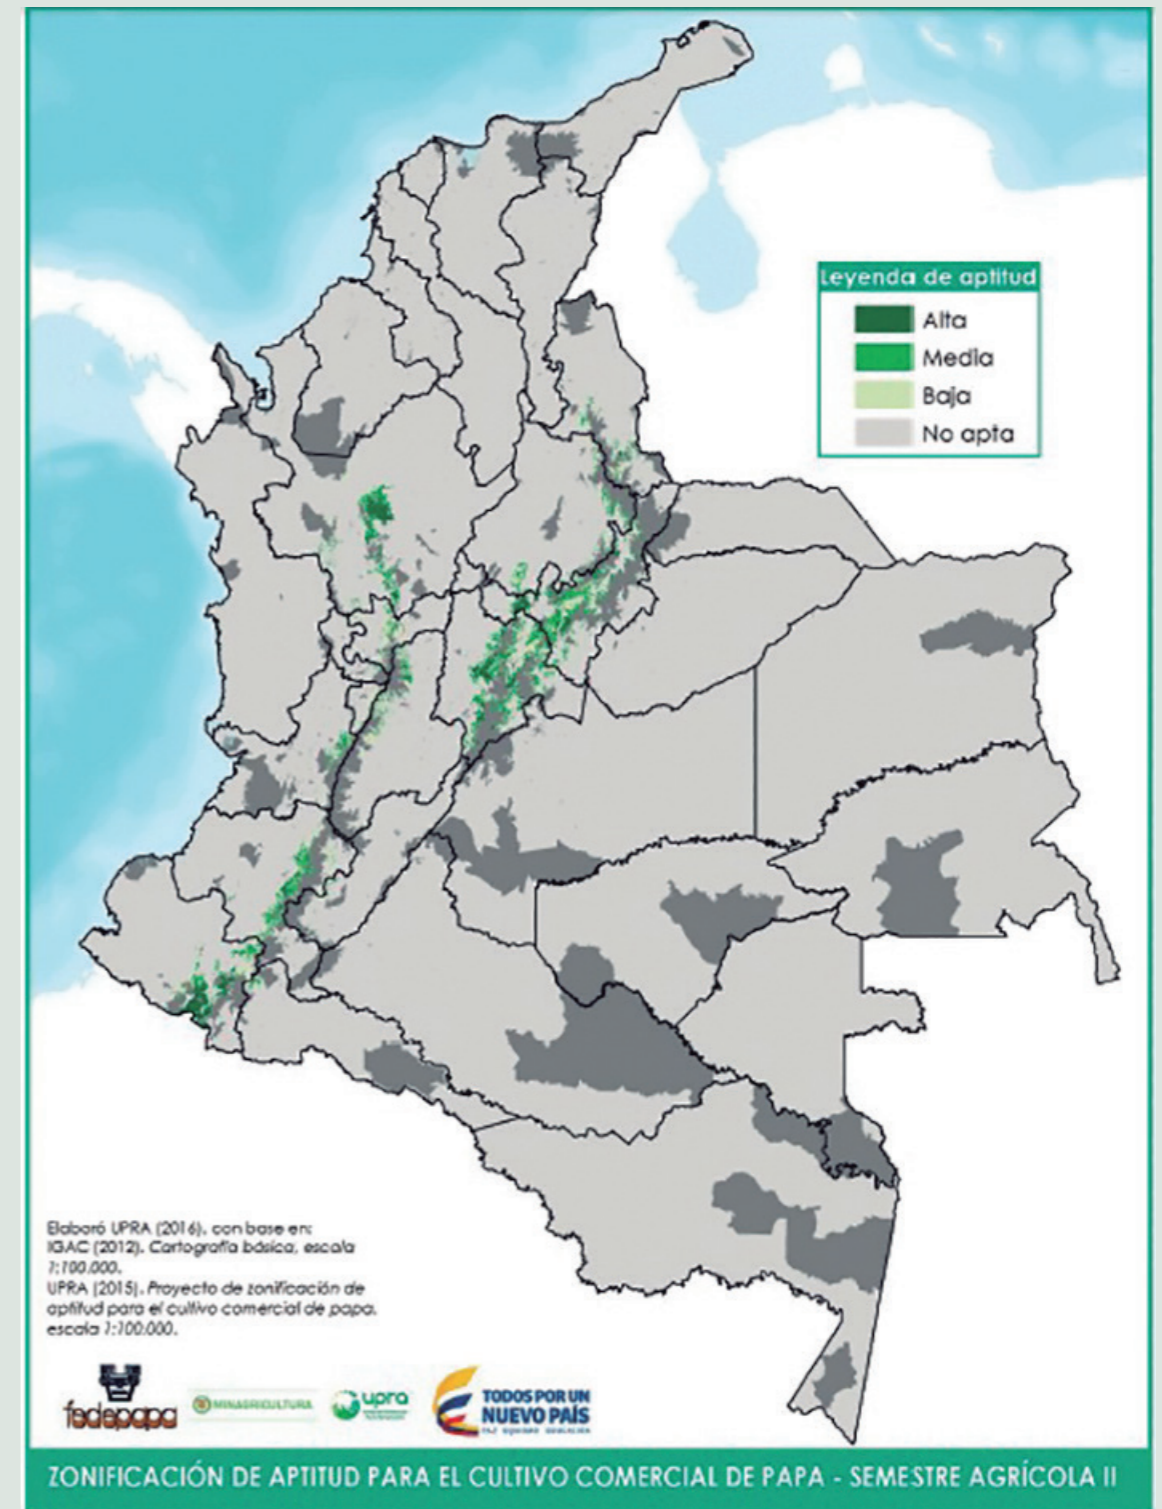 Leyenda de aptitud
Alta
Media
Baja
No apta
Elaboró UPRA (2016), con base en:
IGAC (2012). Cartografía básica, escala
1:100.000.
UPRA (2015). Proyecto de zonificación de
aptitud para el cultivo comercial de papa,
escala 1:100.000.
fedepapa
MINAGRICULTURA
upra
TODOS POR UN
NUEVO PAÍS
PAZ EQUIDAD EDUCACIÓN
ZONIFICACIÓN DE APTITUD PARA EL CULTIVO COMERCIAL DE PAPA - SEMESTRE AGRÍCOLA II